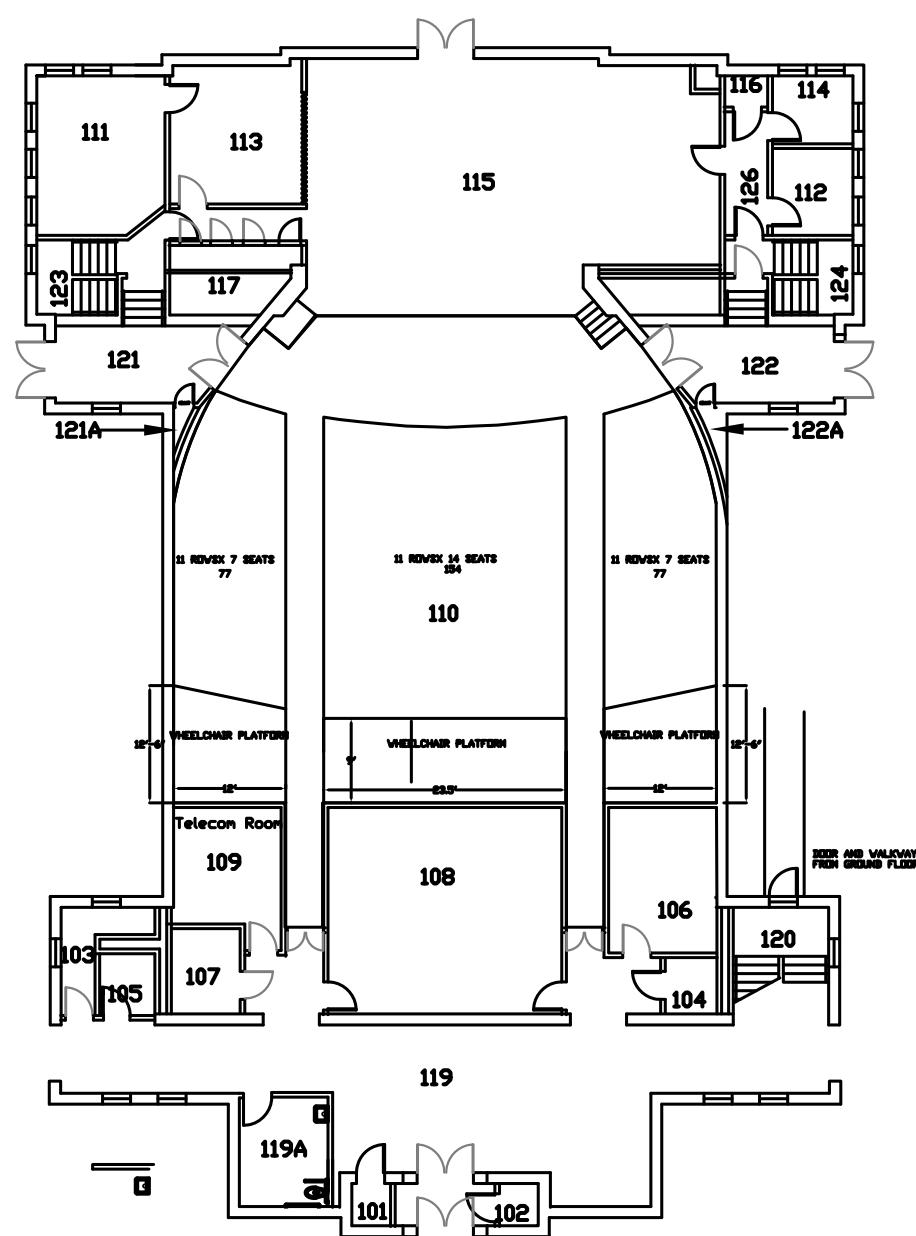 111
113
115
116
114
126
112
123
117
124
121
122
121A
122A
11 ROWSX 7 SEATS
77
11 ROWSX 14 SEATS
154
11 ROWSX 7 SEATS
77
110
12'-6"
WHEELCHAIR PLATFORM
WHEELCHAIR PLATFORM
WHEELCHAIR PLATFORM
12'-6"
9'
12'
23.5'
12'
Telecom Room
109
108
106
DOOR AND WALKWAY
FROM GROUND FLOOR
103
105
107
104
120
119
119A
101
102